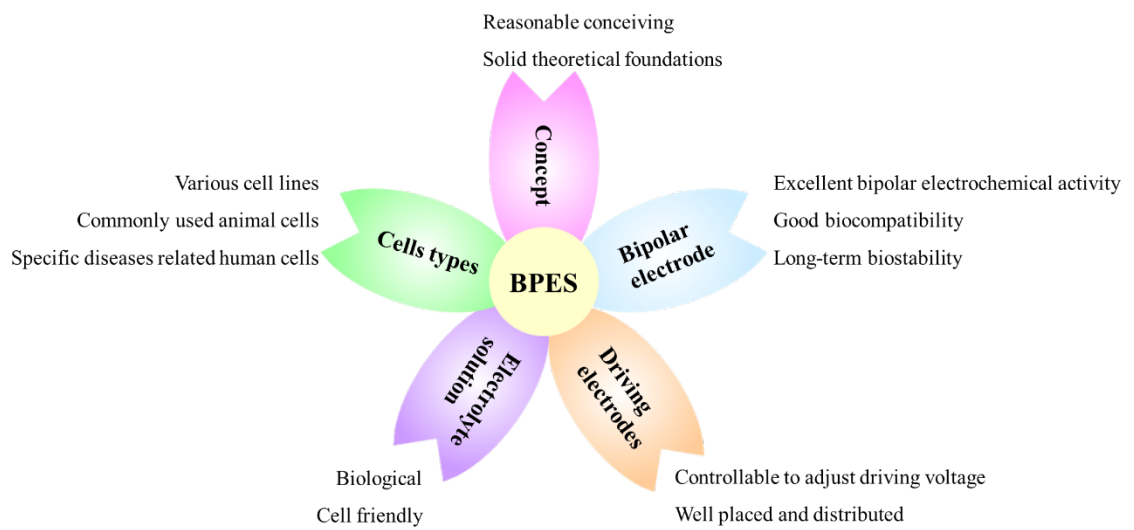 Reasonable conceiving
Solid theoretical foundations
Concept
Various cell lines
Commonly used animal cells
Specific diseases related human cells
Cells types
BPES
Bipolar
electrode
Excellent bipolar electrochemical activity
Good biocompatibility
Long-term biostability
Electrolyte
solution
Biological
Cell friendly
Driving
electrodes
Controllable to adjust driving voltage
Well placed and distributed